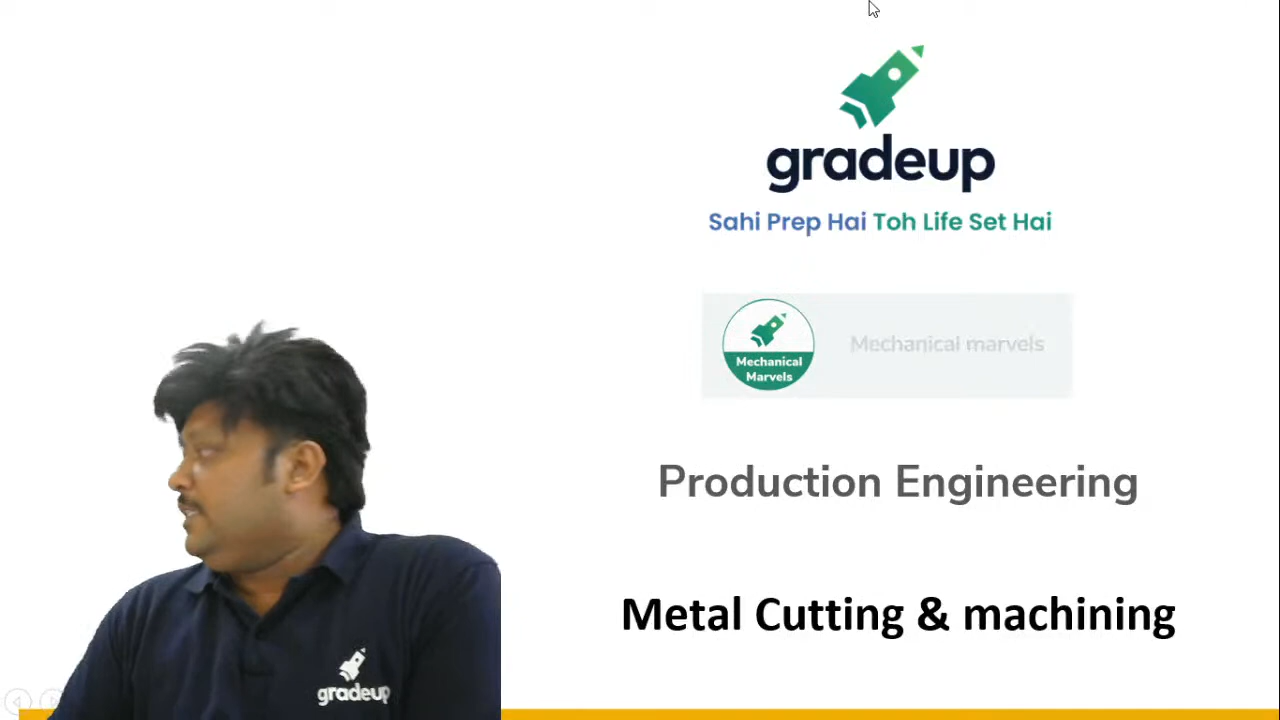 gradeup
Sahi Prep Hai Toh Life Set Hai
Mechanical
Marvels
Mechanical marvels
Production Engineering
Metal Cutting & machining
gradeup